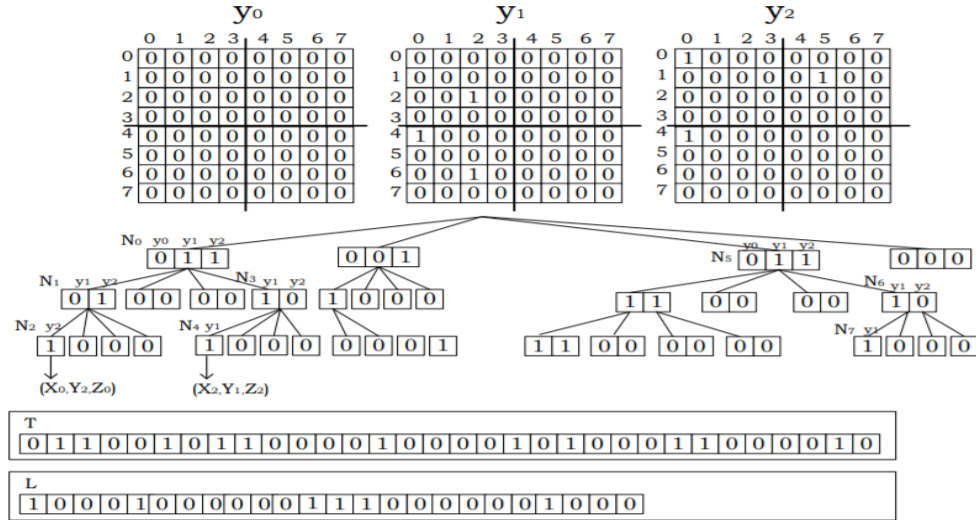 y0 y1 y2
0 1 2 3 4 5 6 7 0 1 2 3 4 5 6 7 0 1 2 3 4 5 6 7
0 0 0 0 0 0 0 0 0 0 0 0 0 0 0 0 0 0 1 0 0 0 0 0 0 0
1 0 0 0 0 0 0 0 0 1 0 0 0 0 0 0 0 0 1 0 0 0 0 0 1 0 0
2 0 0 0 0 0 0 0 0 2 0 0 1 0 0 0 0 0 2 0 0 0 0 0 0 0 0
3 0 0 0 0 0 0 0 0 3 0 0 0 0 0 0 0 0 3 0 0 0 0 0 0 0 0
4 0 0 0 0 0 0 0 0 4 1 0 0 0 0 0 0 0 4 1 0 0 0 0 0 0 0
5 0 0 0 0 0 0 0 0 5 0 0 0 0 0 0 0 0 5 0 0 0 0 0 0 0 0
6 0 0 0 0 0 0 0 0 6 0 0 1 0 0 0 0 0 6 0 0 0 0 0 0 0 0
7 0 0 0 0 0 0 0 0 7 0 0 0 0 0 0 0 0 7 0 0 0 0 0 0 0 0
N0 y0 y1 y2 y0 y1 y2
0 1 1 0 0 1 N5 0 1 1 0 0 0
N1 y1 y2 N3 y1 y2 N6 y1 y2
0 1 0 0 0 0 1 0 1 0 0 0 1 1 0 0 0 0 1 0
N2 y2 N4 y1 N7 y1
1 0 0 0 1 0 0 0 0 0 0 1 1 1 0 0 0 0 0 0 1 0 0 0
(X0,Y2,Z0) (X2,Y1,Z2)
T
0 1 1 0 0 1 0 1 1 0 0 0 0 1 0 0 0 0 1 0 1 0 0 0 1 1 0 0 0 0 1 0
L
1 0 0 0 1 0 0 0 0 0 0 1 1 1 0 0 0 0 0 0 1 0 0 0